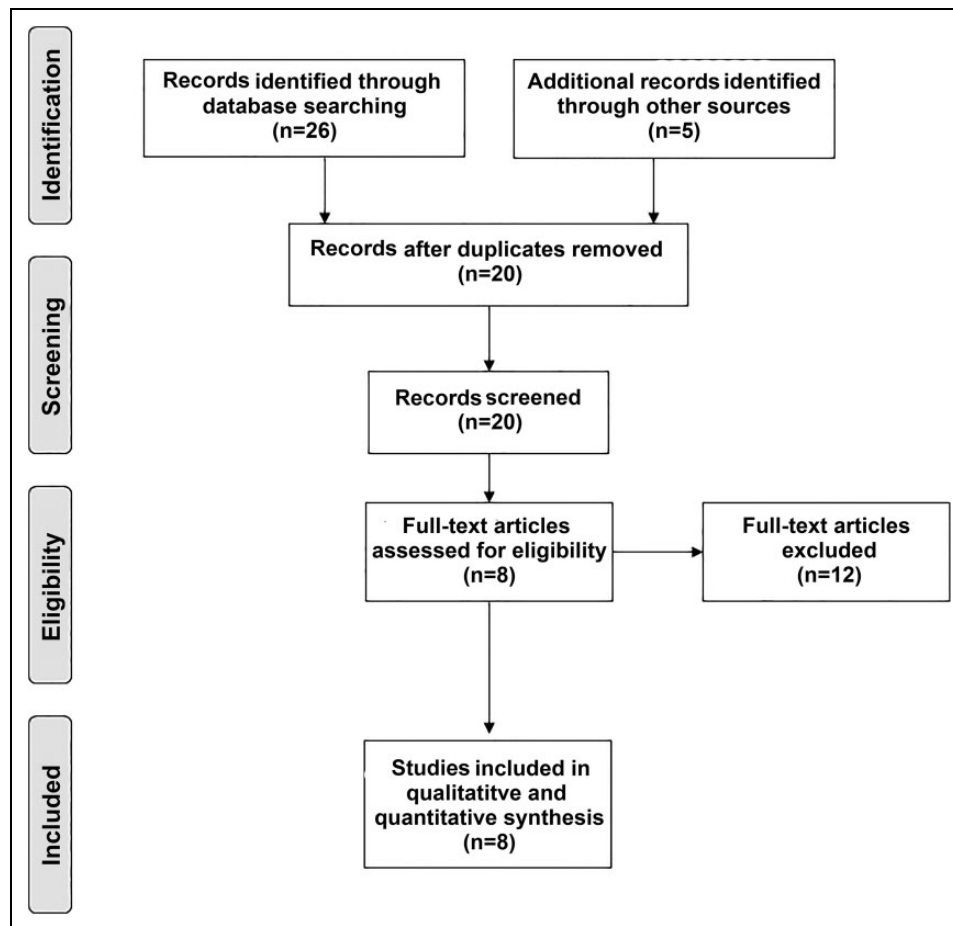 Identification
Records identified through
database searching
(n=26)
Additional records identified
through other sources
(n=5)
Records after duplicates removed
(n=20)
Screening
Records screened
(n=20)
Eligibility
Full-text articles
assessed for eligibility
(n=8)
Full-text articles
excluded
(n=12)
Included
Studies included in
qualitatitve and
quantitative synthesis
(n=8)